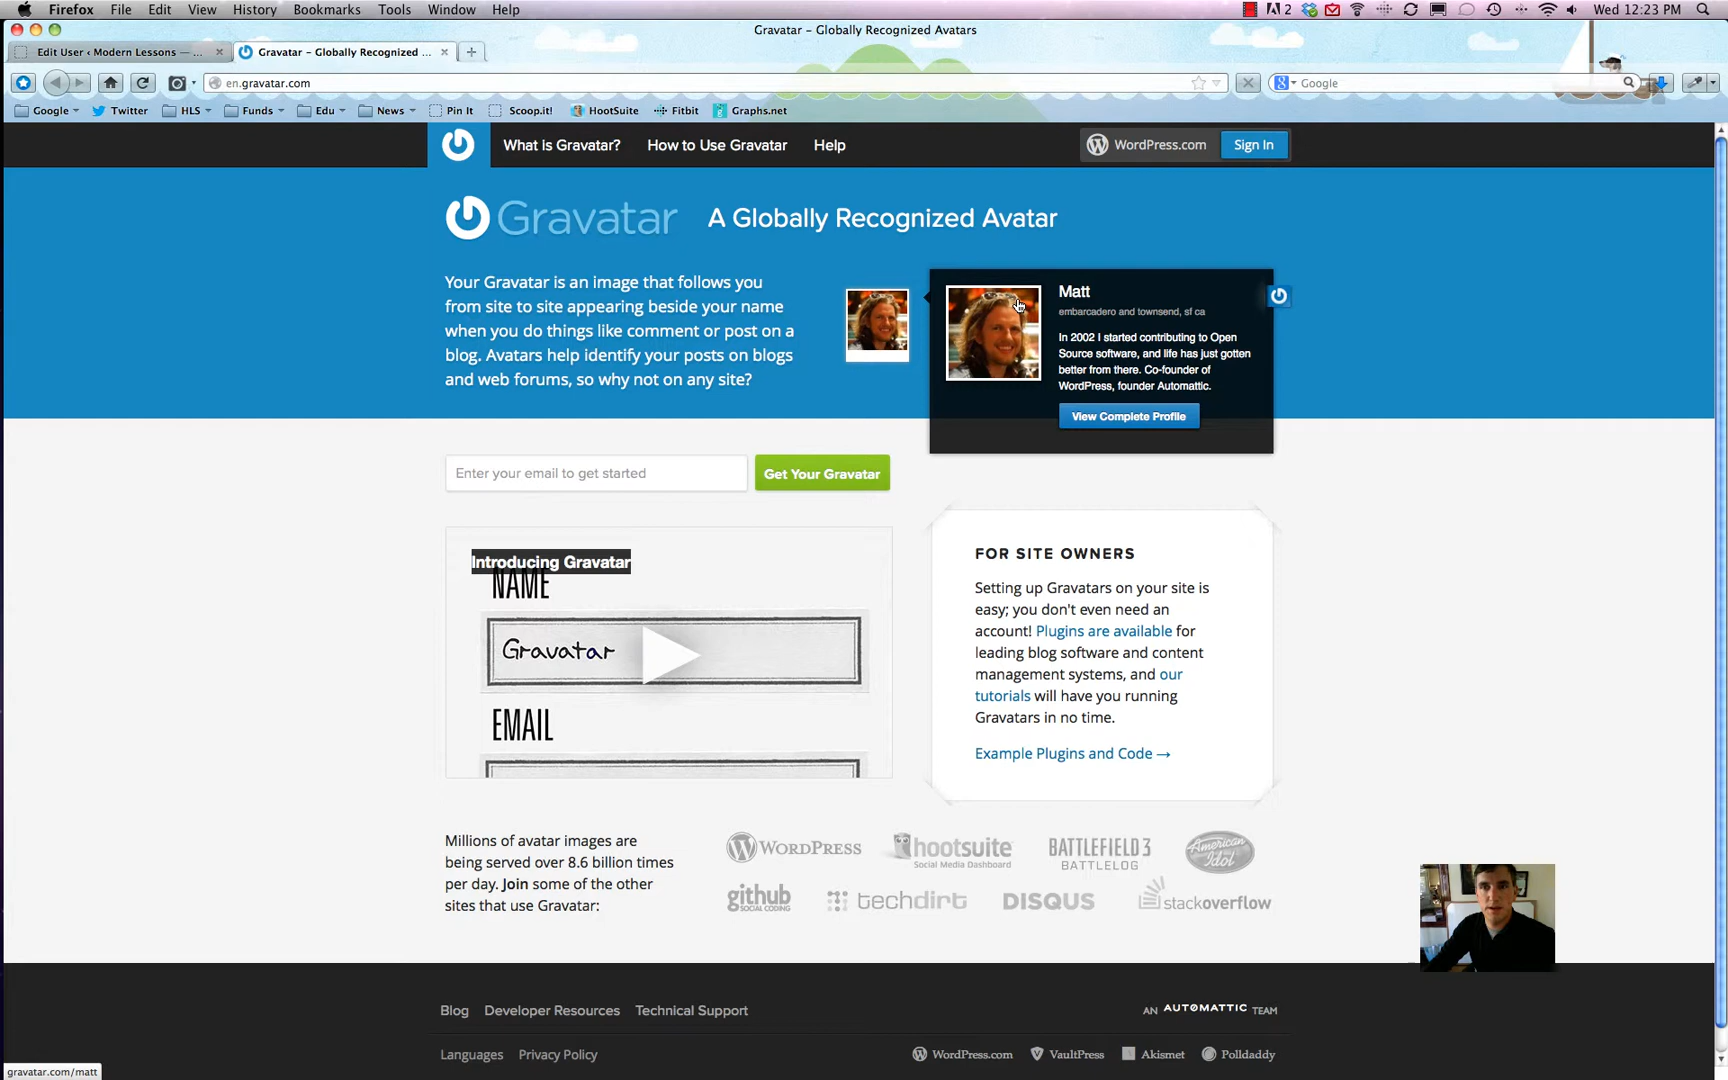 Firefox File Edit View History Bookmarks Tools Window Help
2
Wed 12:23 PM
Gravatar – Globally Recognized Avatars
Edit User ‹ Modern Lessons — ...
Gravatar – Globally Recognized ...
en.gravatar.com
Google
Google Twitter HLS Funds Edu News Pin It Scoop.it! HootSuite Fitbit Graphs.net
What is Gravatar? How to Use Gravatar Help
WordPress.com Sign In
Gravatar A Globally Recognized Avatar
Your Gravatar is an image that follows you
from site to site appearing beside your name
when you do things like comment or post on a
blog. Avatars help identify your posts on blogs
and web forums, so why not on any site?
Matt
embarcadero and townsend, sf ca
In 2002 I started contributing to Open
Source software, and life has just gotten
better from there. Co-founder of
WordPress, founder Automattic.
View Complete Profile
Enter your email to get started
Get Your Gravatar
Introducing Gravatar
NAME
Gravatar
EMAIL
FOR SITE OWNERS
Setting up Gravatars on your site is
easy; you don't even need an
account! Plugins are available for
leading blog software and content
management systems, and our
tutorials will have you running
Gravatars in no time.
Example Plugins and Code →
Millions of avatar images are
being served over 8.6 billion times
per day. Join some of the other
sites that use Gravatar:
WORDPRESS
hootsuite
Social Media Dashboard
BATTLEFIELD 3
BATTLELOG
AMERICAN
IDOL
github
SOCIAL CODING
techdirt
DISQUS
stackoverflow
Blog Developer Resources Technical Support
AN AUTOMATTIC TEAM
Languages Privacy Policy
WordPress.com VaultPress Akismet Polldaddy
gravatar.com/matt